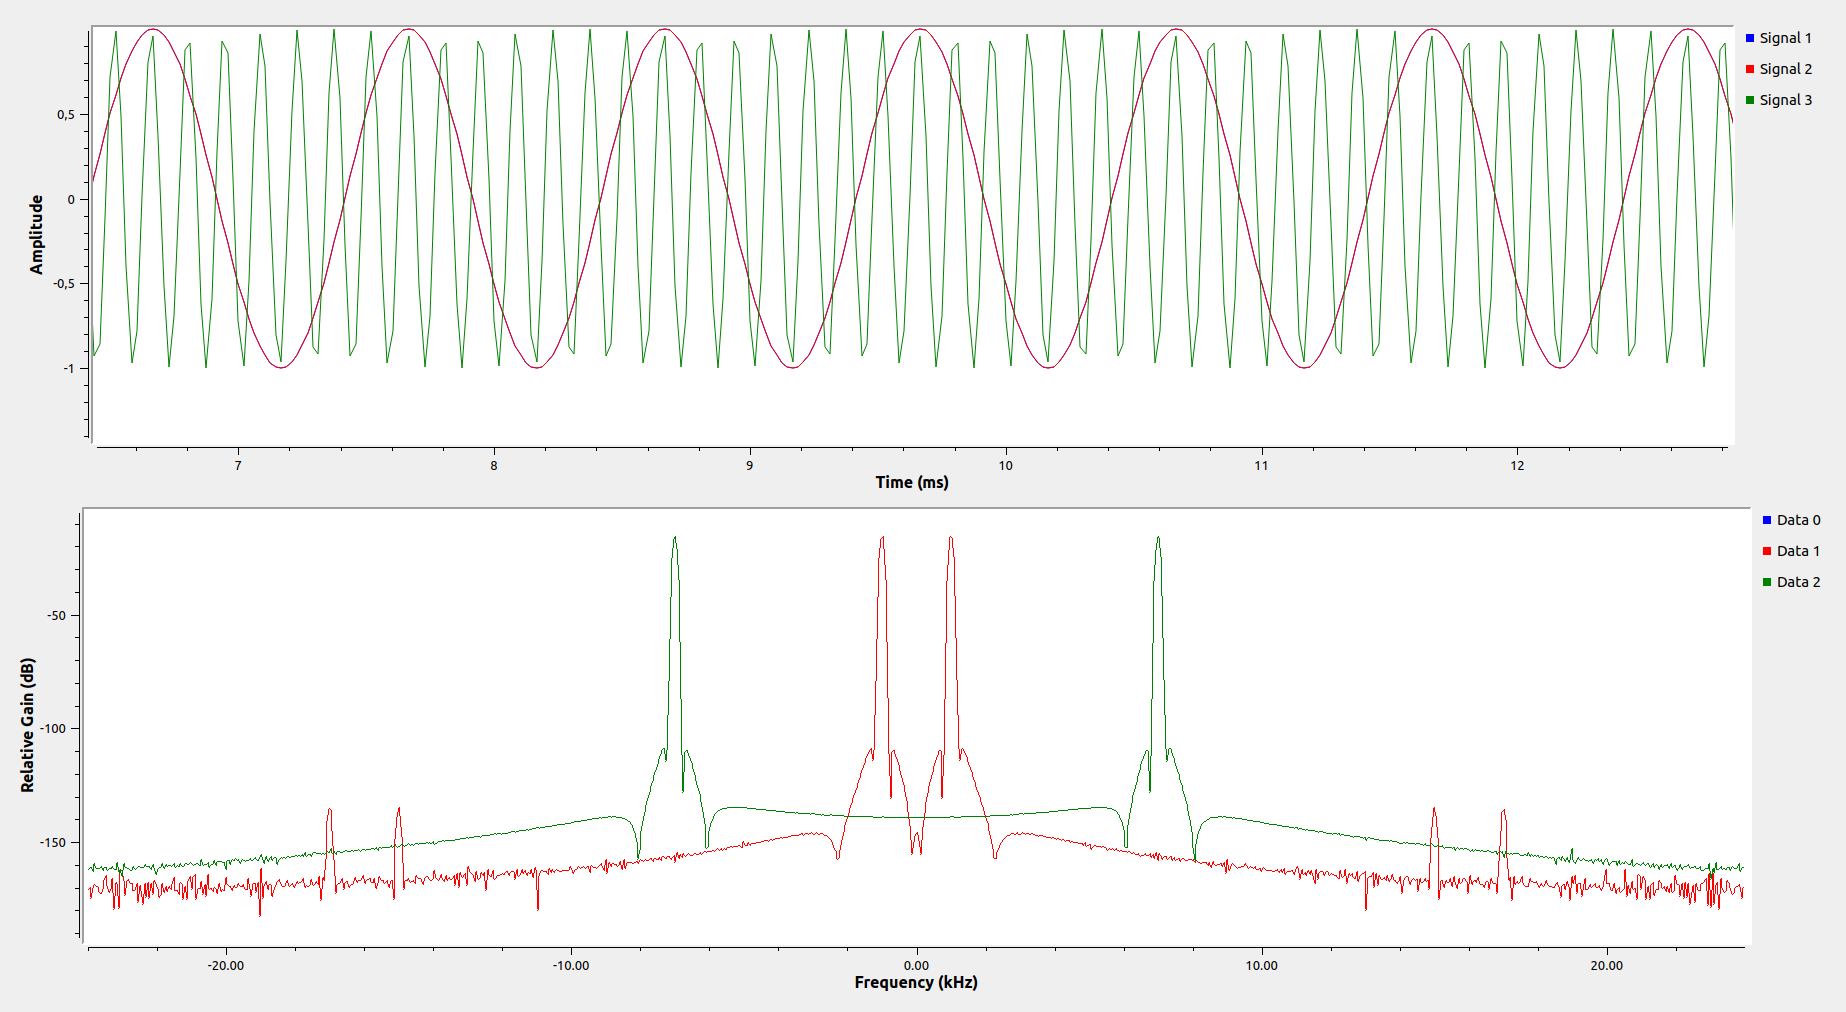 Signal 1
Signal 2
Signal 3
0,5
0
-0,5
-1
Amplitude
7 8 9 10 11 12
Time (ms)
Data 0
Data 1
Data 2
-50
-100
-150
Relative Gain (dB)
-20.00 -10.00 0.00 10.00 20.00
Frequency (kHz)